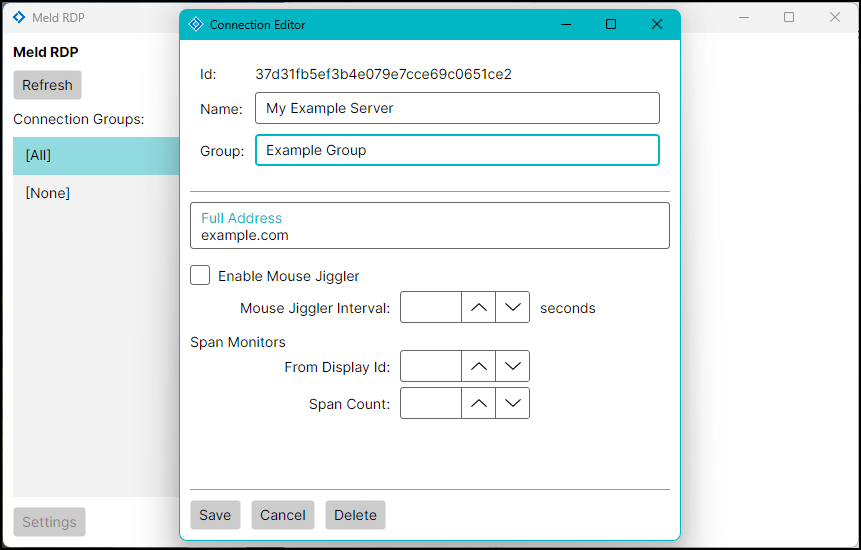 Meld RDP
Meld RDP
Refresh
Connection Groups:
[All]
[None]
Settings
Connection Editor
Id: 37d31fb5ef3b4e079e7cce69c0651ce2
Name: My Example Server
Group: Example Group
Full Address
example.com
Enable Mouse Jiggler
Mouse Jiggler Interval: seconds
Span Monitors
From Display Id:
Span Count:
Save Cancel Delete